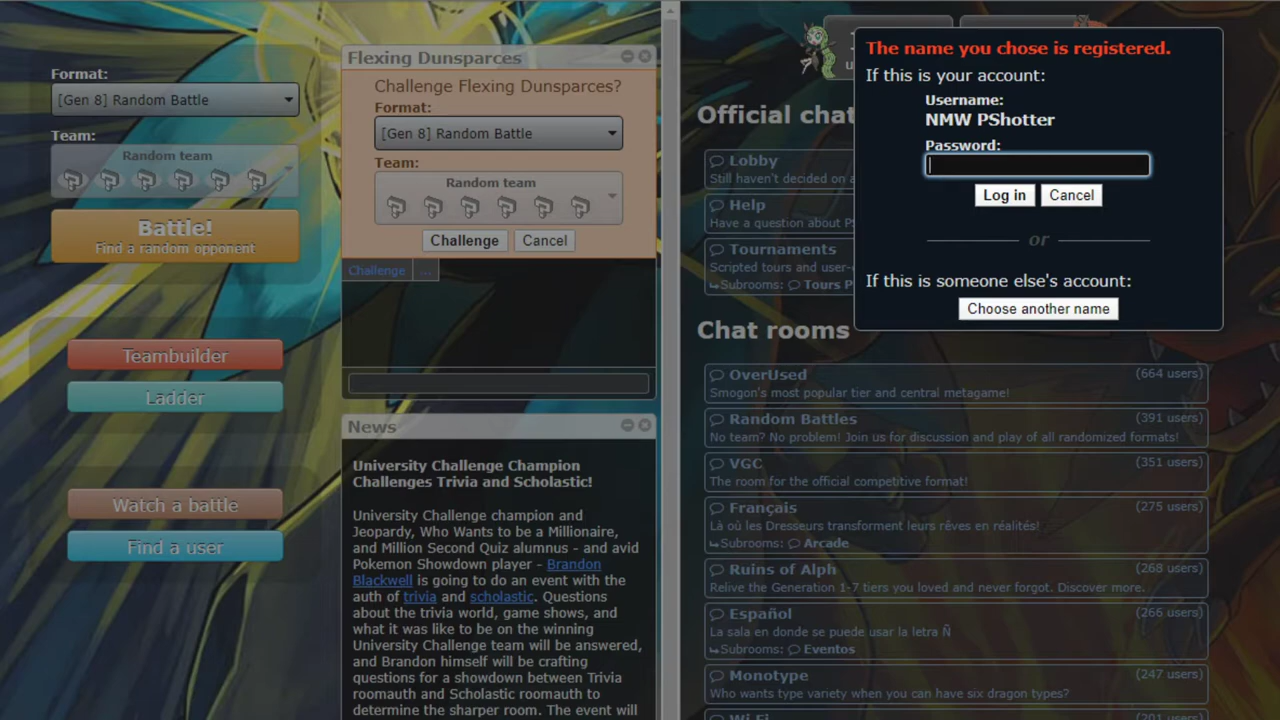 Format:
[Gen 8] Random Battle
Team:
Random team
Battle!
Find a random opponent
Teambuilder
Ladder
Watch a battle
Find a user
Flexing Dunsparces
Challenge Flexing Dunsparces?
Format:
[Gen 8] Random Battle
Team:
Random team
Challenge
Cancel
Challenge
...
News
University Challenge Champion
Challenges Trivia and Scholastic!
University Challenge champion and
Jeopardy, Who Wants to be a Millionaire,
and Million Second Quiz alumnus - and avid
Pokemon Showdown player - Brandon
Blackwell is going to do an event with the
auth of trivia and scholastic. Questions
about the trivia world, game shows, and
what it was like to be on the winning
University Challenge team will be answered,
and Brandon himself will be crafting
questions for a showdown between Trivia
roomauth and Scholastic roomauth to
determine the sharper room. The event will
The name you chose is registered.
If this is your account:
Username:
NMW PShotter
Password:
Log in
Cancel
or
If this is someone else's account:
Choose another name
Official chat
Lobby
Still haven't decided on a
Help
Have a question about P
Tournaments
Scripted tours and user-
↳Subrooms: Tours P
Chat rooms
OverUsed (664 users)
Smogon's most popular tier and central metagame!
Random Battles (391 users)
No team? No problem! Join us for discussion and play of all randomized formats!
VGC (351 users)
The room for the official competitive format!
Français (275 users)
Là où les Dresseurs transforment leurs rêves en réalités!
↳Subrooms: Arcade
Ruins of Alph (268 users)
Relive the Generation 1-7 tiers you loved and never forgot. Discover more.
Español (266 users)
La sala en donde se puede usar la letra Ñ
↳Subrooms: Eventos
Monotype (247 users)
Who wants type variety when you can have six dragon types?
Wi-Fi (201 users)